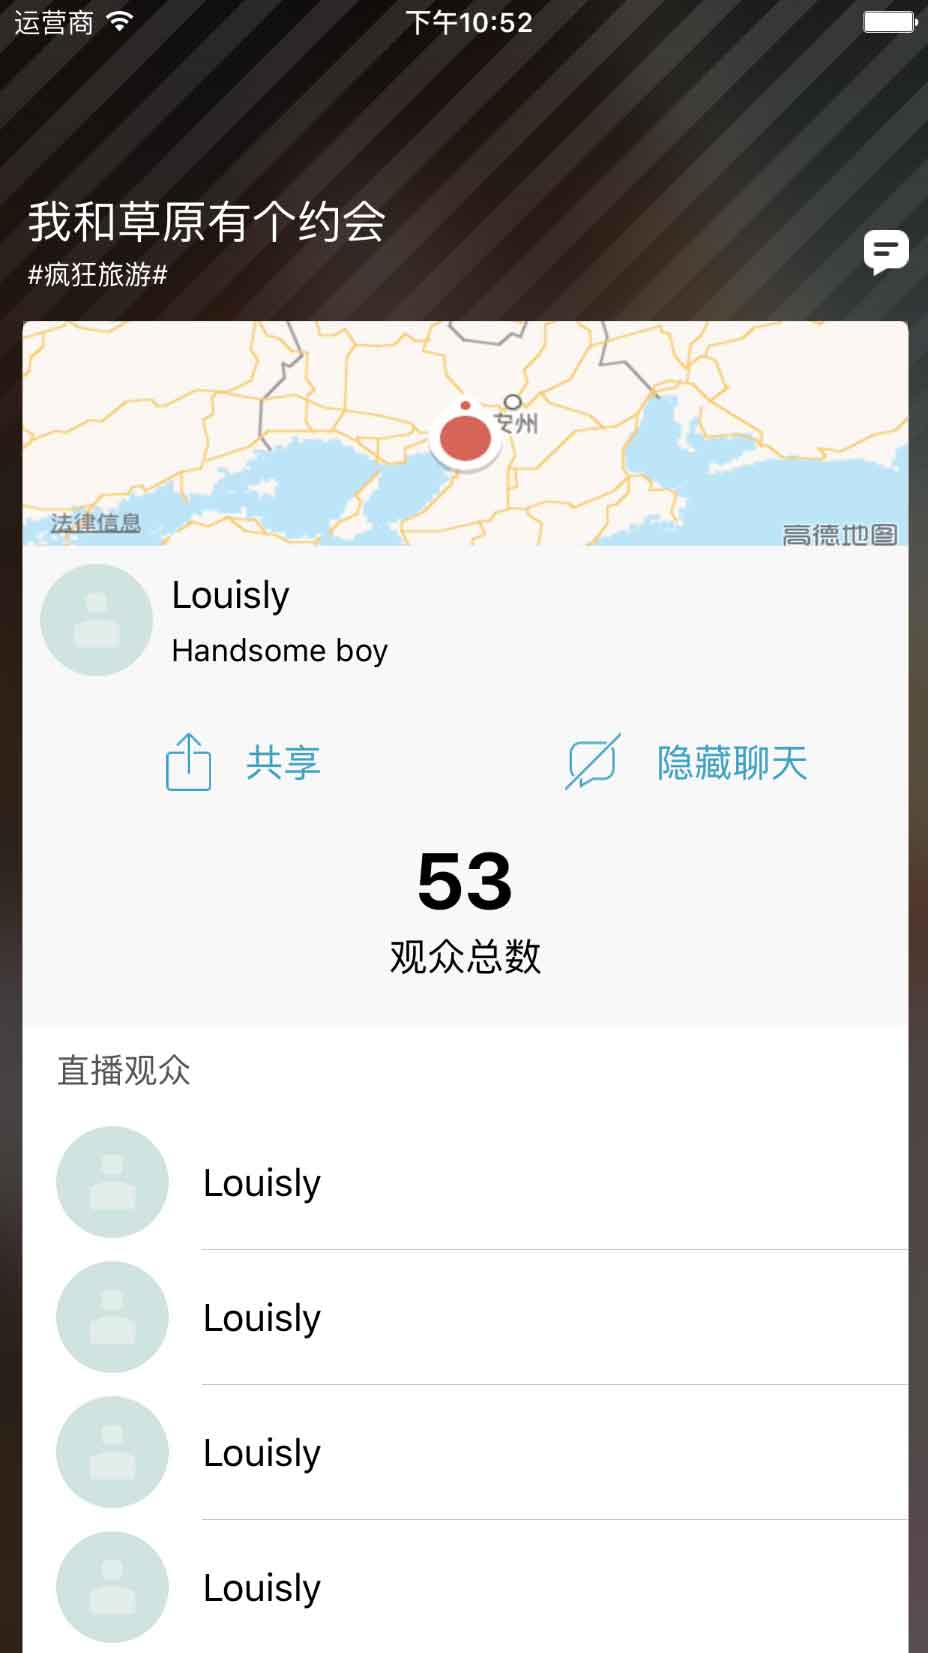 运营商 下午10:52
我和草原有个约会
#疯狂旅游#
安州
法律信息
高德地图
Louisly
Handsome boy
共享 隐藏聊天
53
观众总数
直播观众
Louisly
Louisly
Louisly
Louisly